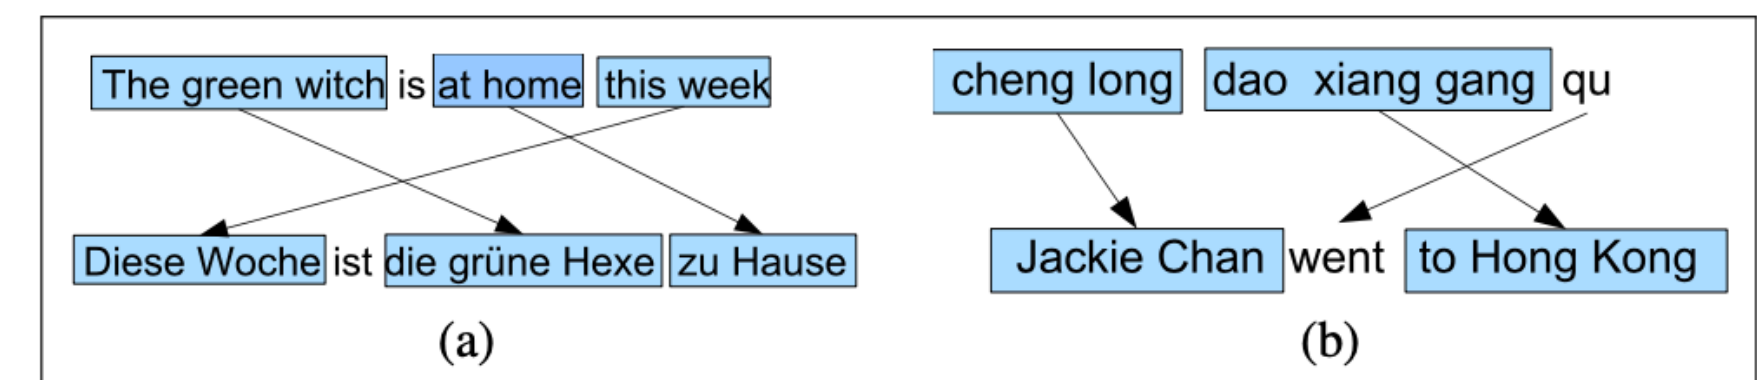 The green witch is at home this week
Diese Woche ist die grüne Hexe zu Hause
(a)
cheng long dao xiang gang qu
Jackie Chan went to Hong Kong
(b)